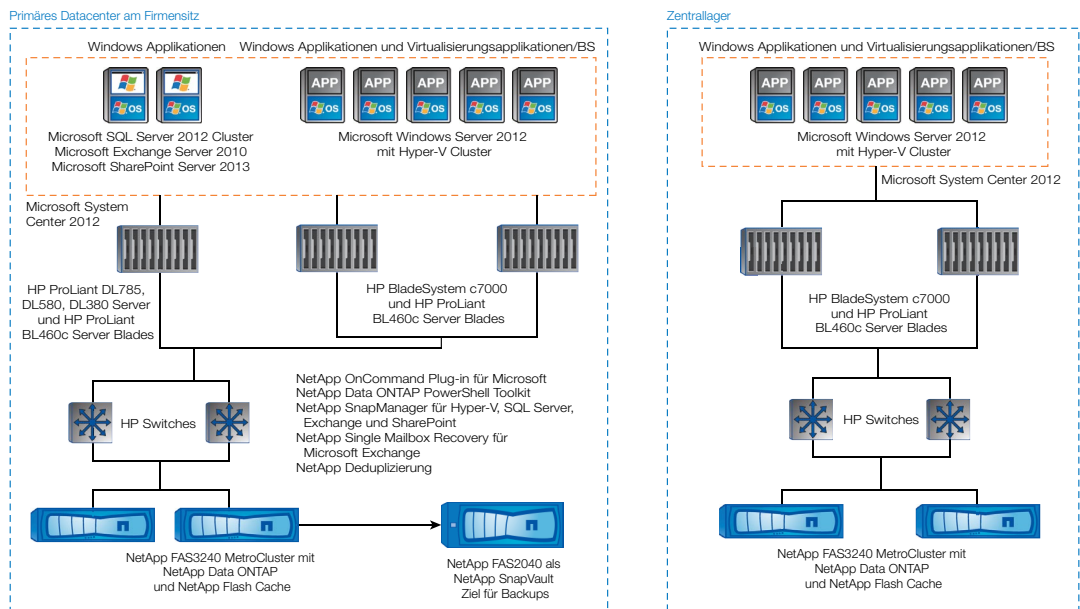 Primäres Datacenter am Firmensitz
Windows Applikationen
Windows Applikationen und Virtualisierungsapplikationen/BS
APP
APP
APP
APP
APP
OS
OS
OS
OS
OS
OS
OS
Microsoft SQL Server 2012 Cluster
Microsoft Exchange Server 2010
Microsoft SharePoint Server 2013
Microsoft Windows Server 2012
mit Hyper-V Cluster
Microsoft System
Center 2012
HP ProLiant DL785,
DL580, DL380 Server
und HP ProLiant
BL460c Server Blades
HP BladeSystem c7000
und HP ProLiant
BL460c Server Blades
HP Switches
NetApp OnCommand Plug-in für Microsoft
NetApp Data ONTAP PowerShell Toolkit
NetApp SnapManager für Hyper-V, SQL Server,
Exchange und SharePoint
NetApp Single Mailbox Recovery für
Microsoft Exchange
NetApp Deduplizierung
NetApp FAS3240 MetroCluster mit
NetApp Data ONTAP
und NetApp Flash Cache
NetApp FAS2040 als
NetApp SnapVault
Ziel für Backups
Zentrallager
Windows Applikationen und Virtualisierungsapplikationen/BS
APP
APP
APP
APP
APP
OS
OS
OS
OS
OS
Microsoft Windows Server 2012
mit Hyper-V Cluster
Microsoft System Center 2012
HP BladeSystem c7000
und HP ProLiant
BL460c Server Blades
HP Switches
NetApp FAS3240 MetroCluster mit
NetApp Data ONTAP
und NetApp Flash Cache